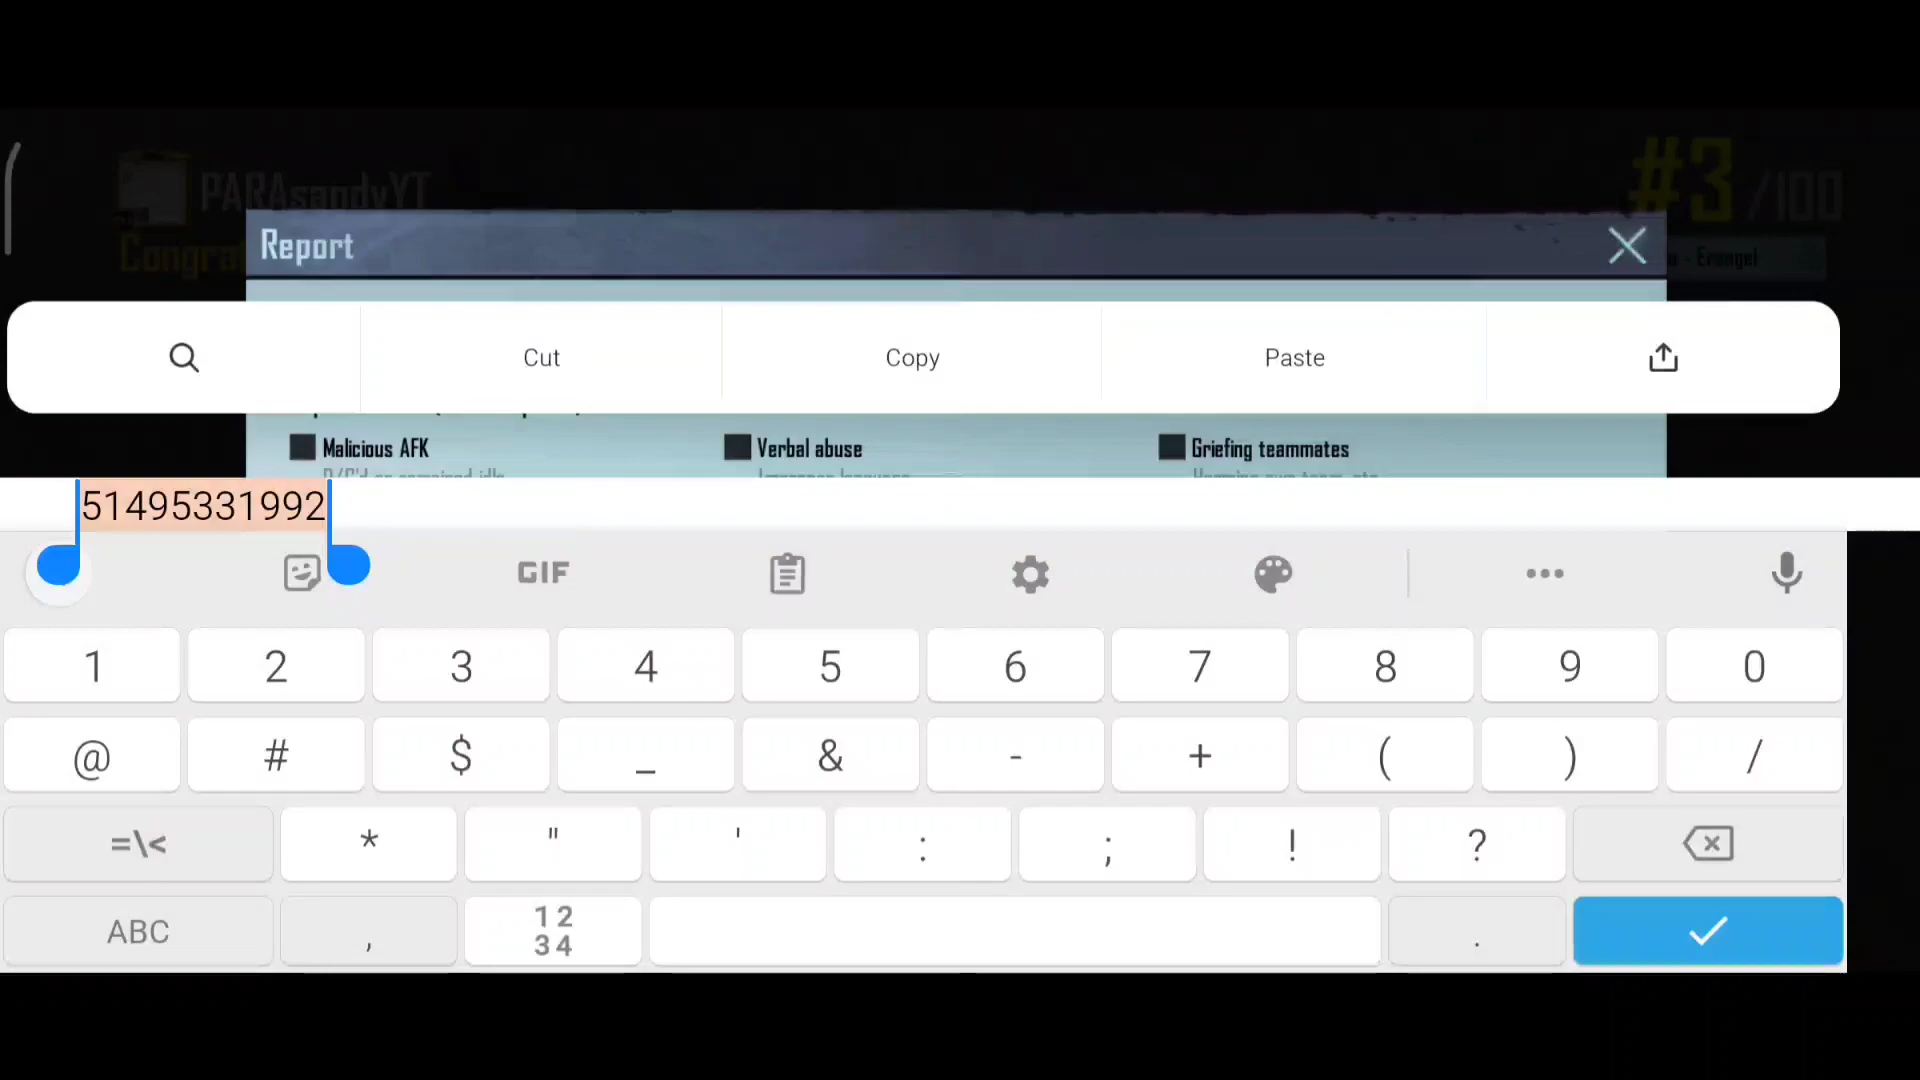 PARAsandyYT
#3/100
Report
Cut
Copy
Paste
Malicious AFK
Verbal abuse
Griefing teammates
51495331992
GIF
1 2 3 4 5 6 7 8 9 0
@ # $ _ & - + ( ) /
=\< * " ' : ; ! ?
ABC , 12 34 .